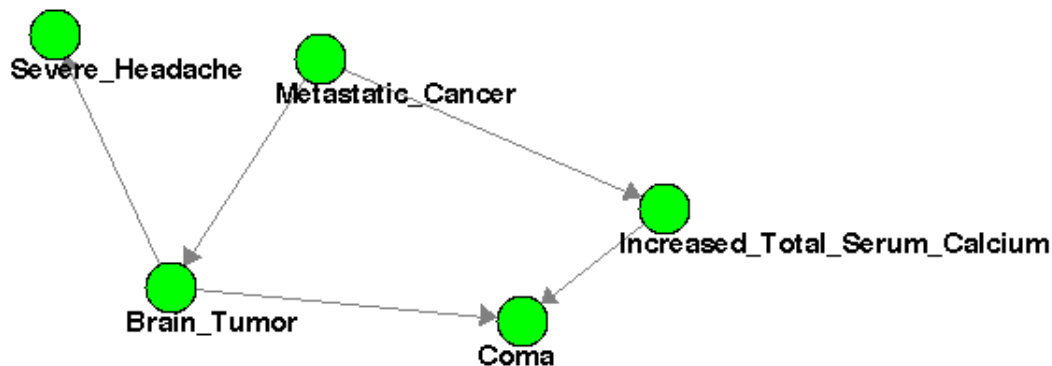 Severe_Headache
Metastatic_Cancer
Increased_Total_Serum_Calcium
Brain_Tumor
Coma